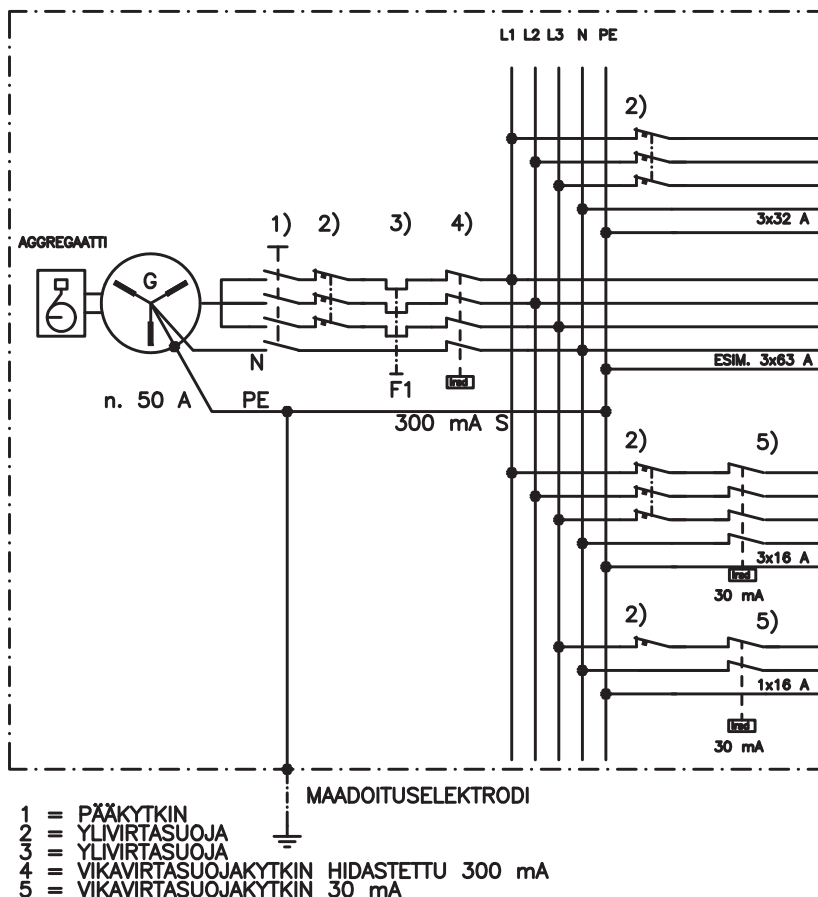 L1 L2 L3 N PE
2)
3x32 A
1) 2) 3) 4)
AGGREGAATTI
G
N
ESIM. 3x63 A
n. 50 A PE
F1
Ired
300 mA S
2) 5)
3x16 A
Ired
30 mA
2) 5)
1x16 A
Ired
30 mA
MAADOITUSELEKTRODI
1 = PÄÄKYTKIN
2 = YLIVIRTASUOJA
3 = YLIVIRTASUOJA
4 = VIKAVIRTASUOJAKYTKIN HIDASTETTU 300 mA
5 = VIKAVIRTASUOJAKYTKIN 30 mA